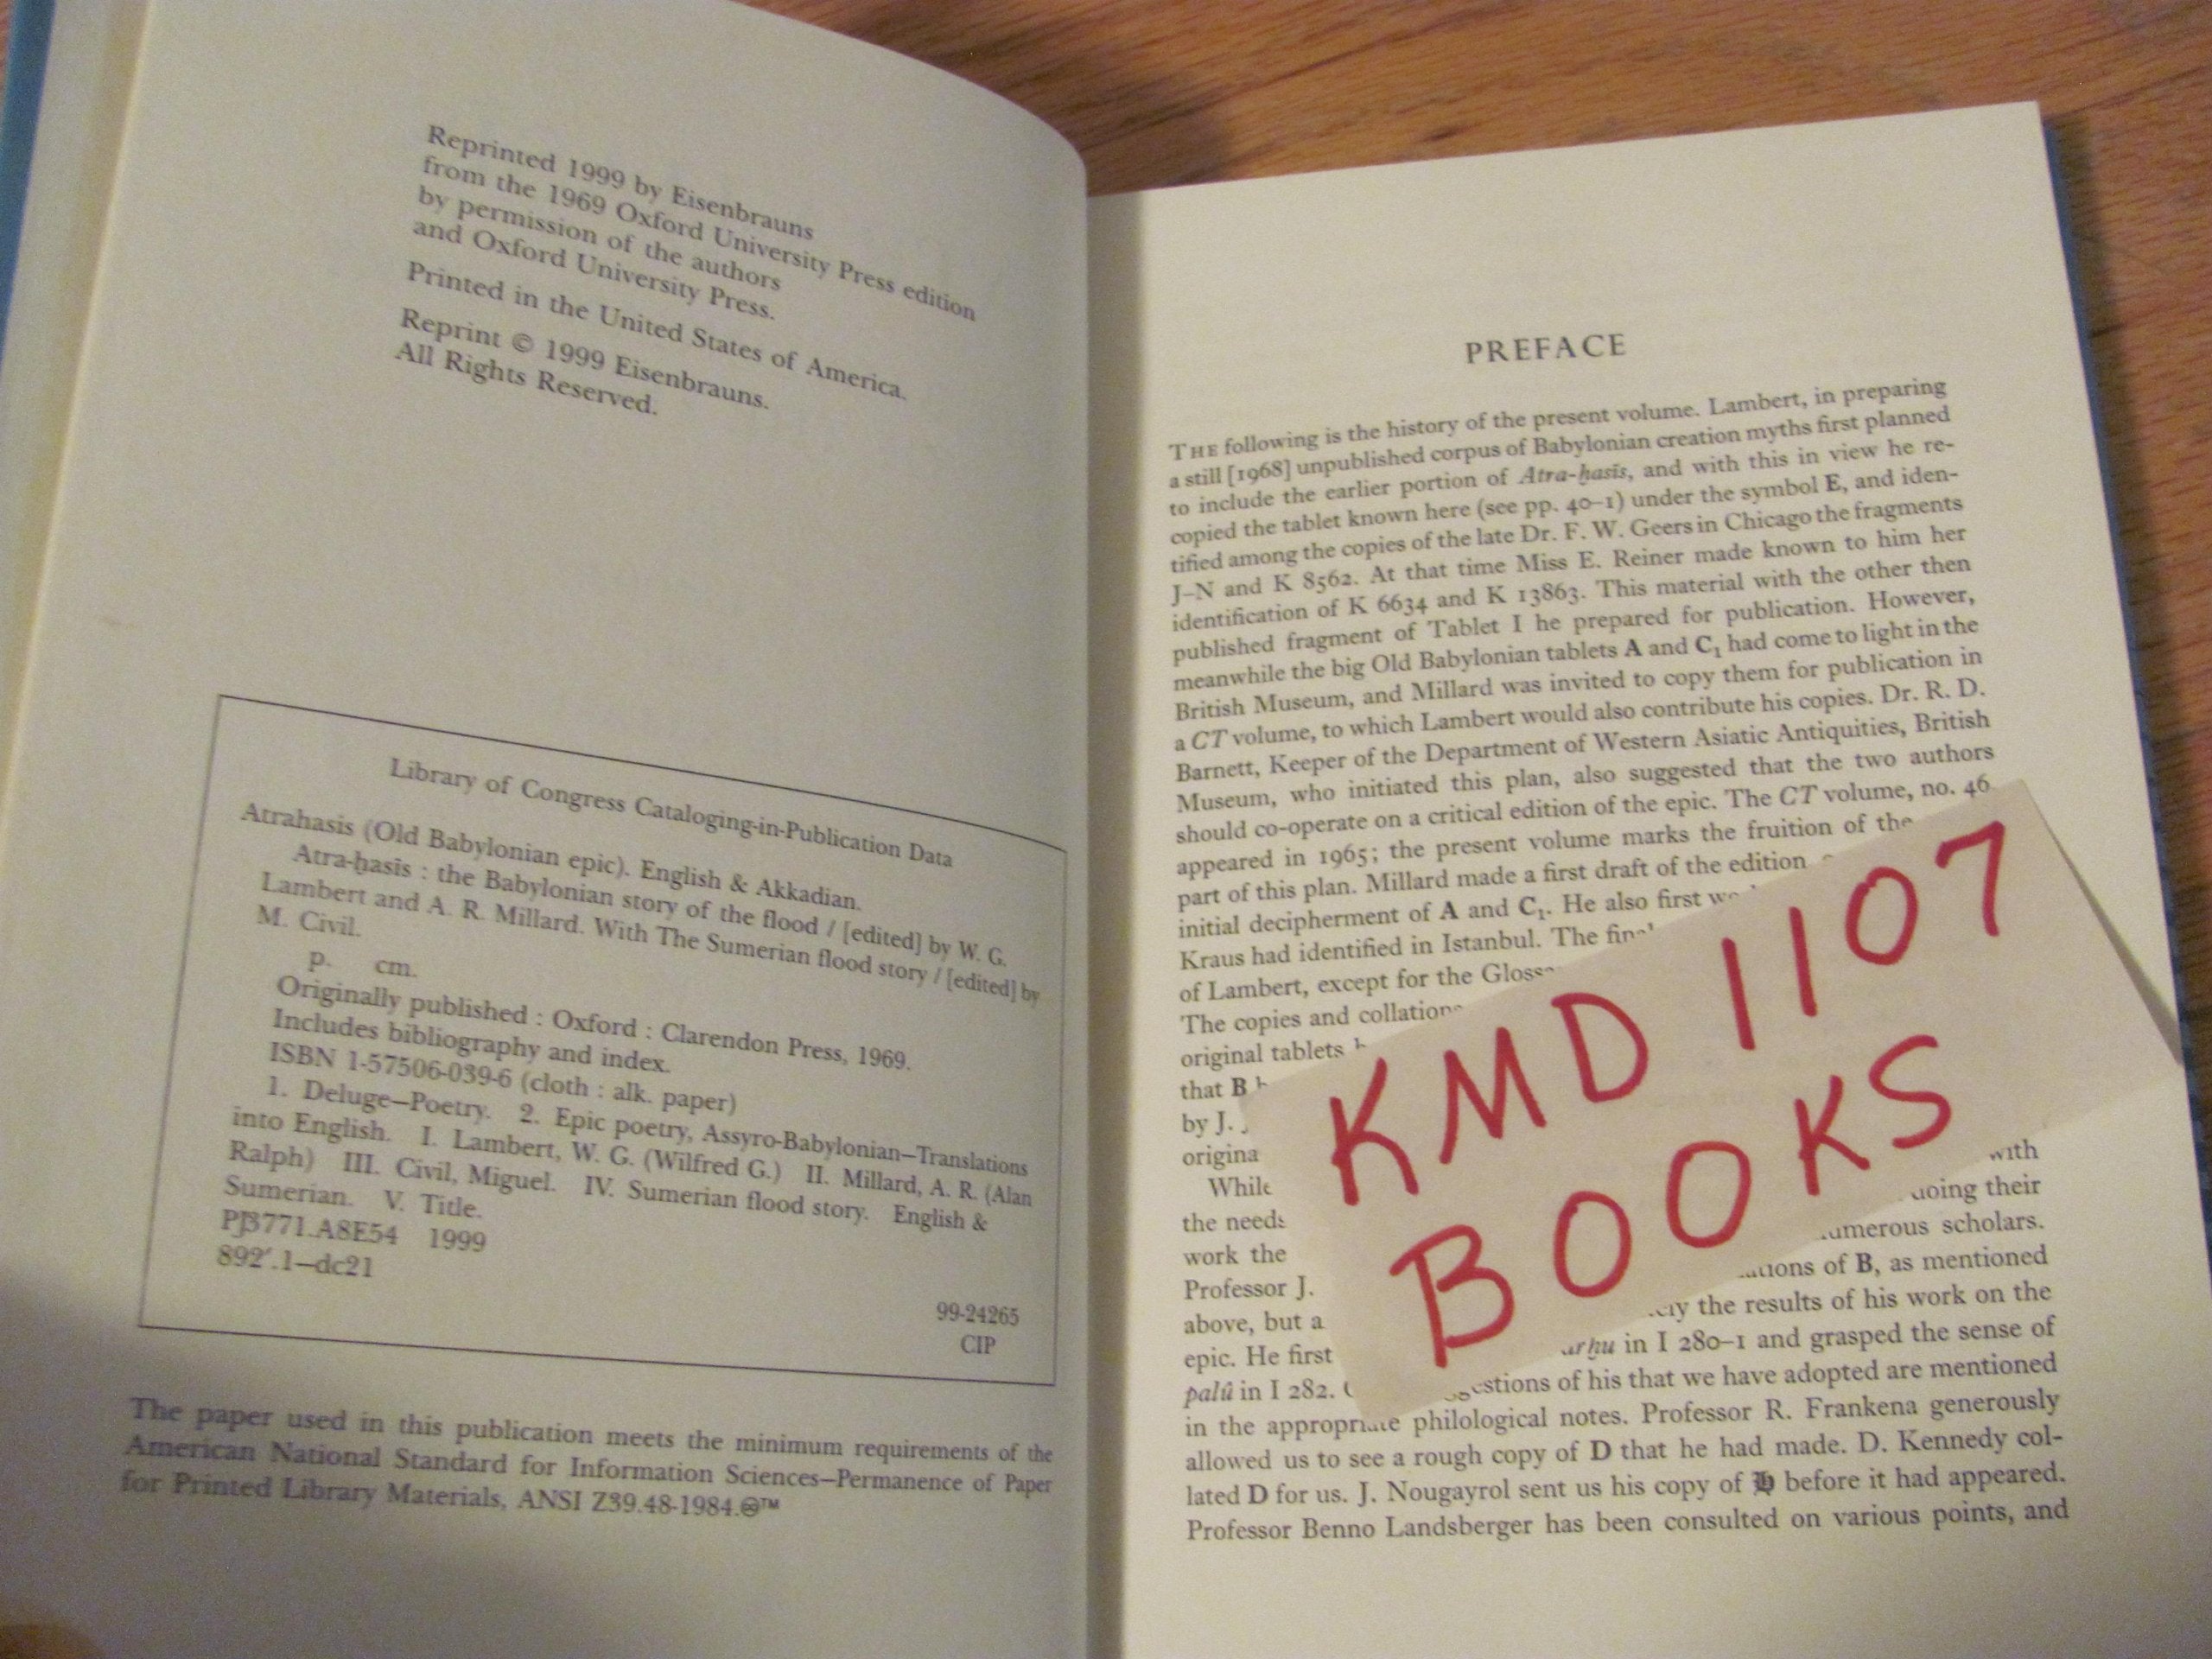 Reprinted 1999 by Eisenbrauns
from the 1969 Oxford University Press edition
by permission of the authors
and Oxford University Press.
Printed in the United States of America.
Reprint © 1999 Eisenbrauns.
All Rights Reserved.
Library of Congress Cataloging-in-Publication Data
Atrahasis (Old Babylonian epic). English & Akkadian.
Atra-ḫasīs : the Babylonian story of the flood / [edited] by W. G.
Lambert and A. R. Millard. With The Sumerian flood story / [edited] by
M. Civil.
p. cm.
Originally published : Oxford : Clarendon Press, 1969.
Includes bibliography and index.
ISBN 1-57506-039-6 (cloth : alk. paper)
1. Deluge—Poetry. 2. Epic poetry, Assyro-Babylonian—Translations
into English. I. Lambert, W. G. (Wilfred G.) II. Millard, A. R. (Alan
Ralph) III. Civil, Miguel. IV. Sumerian flood story. English &
Sumerian. V. Title.
PJ3771.A8E54 1999
892′.1—dc21
99-24265
CIP
The paper used in this publication meets the minimum requirements of the
American National Standard for Information Sciences—Permanence of Paper
for Printed Library Materials, ANSI Z39.48-1984.♾™
PREFACE
THE following is the history of the present volume. Lambert, in preparing
a still [1968] unpublished corpus of Babylonian creation myths first planned
to include the earlier portion of Atra-ḫasīs, and with this in view he re-
copied the tablet known here (see pp. 40–1) under the symbol E, and iden-
tified among the copies of the late Dr. F. W. Geers in Chicago the fragments
J–N and K 8562. At that time Miss E. Reiner made known to him her
identification of K 6634 and K 13863. This material with the other then
published fragment of Tablet I he prepared for publication. However,
meanwhile the big Old Babylonian tablets A and C₁ had come to light in the
British Museum, and Millard was invited to copy them for publication in
a CT volume, to which Lambert would also contribute his copies. Dr. R. D.
Barnett, Keeper of the Department of Western Asiatic Antiquities, British
Museum, who initiated this plan, also suggested that the two authors
should co-operate on a critical edition of the epic. The CT volume, no. 46
appeared in 1965; the present volume marks the fruition of the
part of this plan. Millard made a first draft of the edition
initial decipherment of A and C₁. He also first
Kraus had identified in Istanbul. The
of Lambert, except for the
The copies and
original tablets
that B
by J.
with
doing their
the
numerous scholars.
work the
of B, as mentioned
Professor J.
the results of his work on the
above, but a
in I 280–1 and grasped the sense of
epic. He first
palû in I 282.
of his that we have adopted are mentioned
in the appropriate philological notes. Professor R. Frankena generously
allowed us to see a rough copy of D that he had made. D. Kennedy col-
lated D for us. J. Nougayrol sent us his copy of before it had appeared.
Professor Benno Landsberger has been consulted on various points, and
KMD 1107
BOOKS